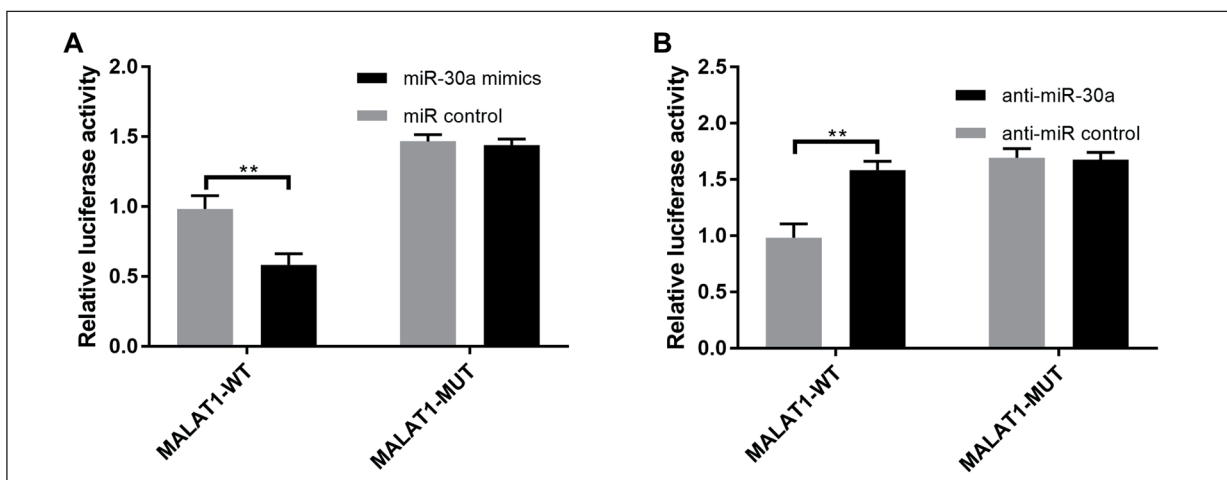 A
Relative luciferase activity
2.0
1.5
1.0
0.5
0.0
miR-30a mimics
miR control
**
MALAT1-WT
MALAT1-MUT
B
Relative luciferase activity
2.5
2.0
1.5
1.0
0.5
0.0
anti-miR-30a
anti-miR control
**
MALAT1-WT
MALAT1-MUT